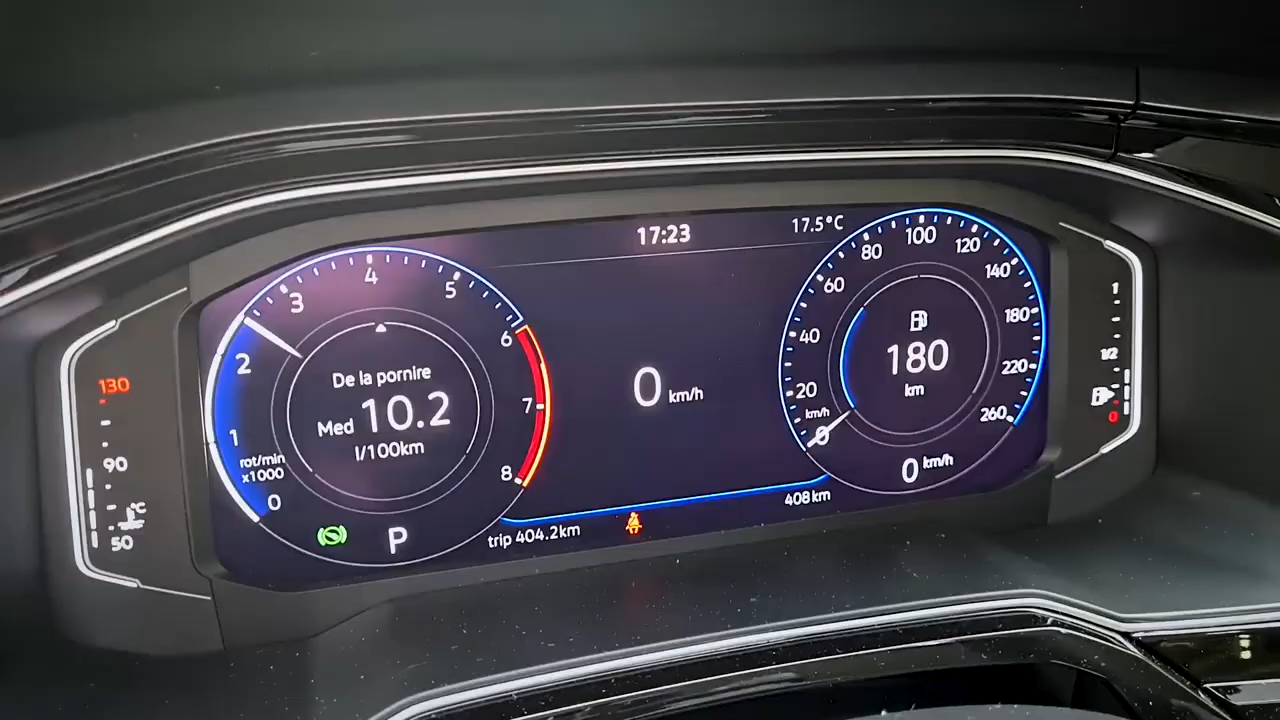 17:23
17.5°C
0
1
2
3
4
5
6
7
8
rot/min
x1000
De la pornire
Med 10.2
l/100km
P
0 km/h
trip 404.2km
408 km
0
20
40
60
80
100
120
140
180
220
260
km/h
180
km
0 km/h
130
90
°C
50
1
1/2
0